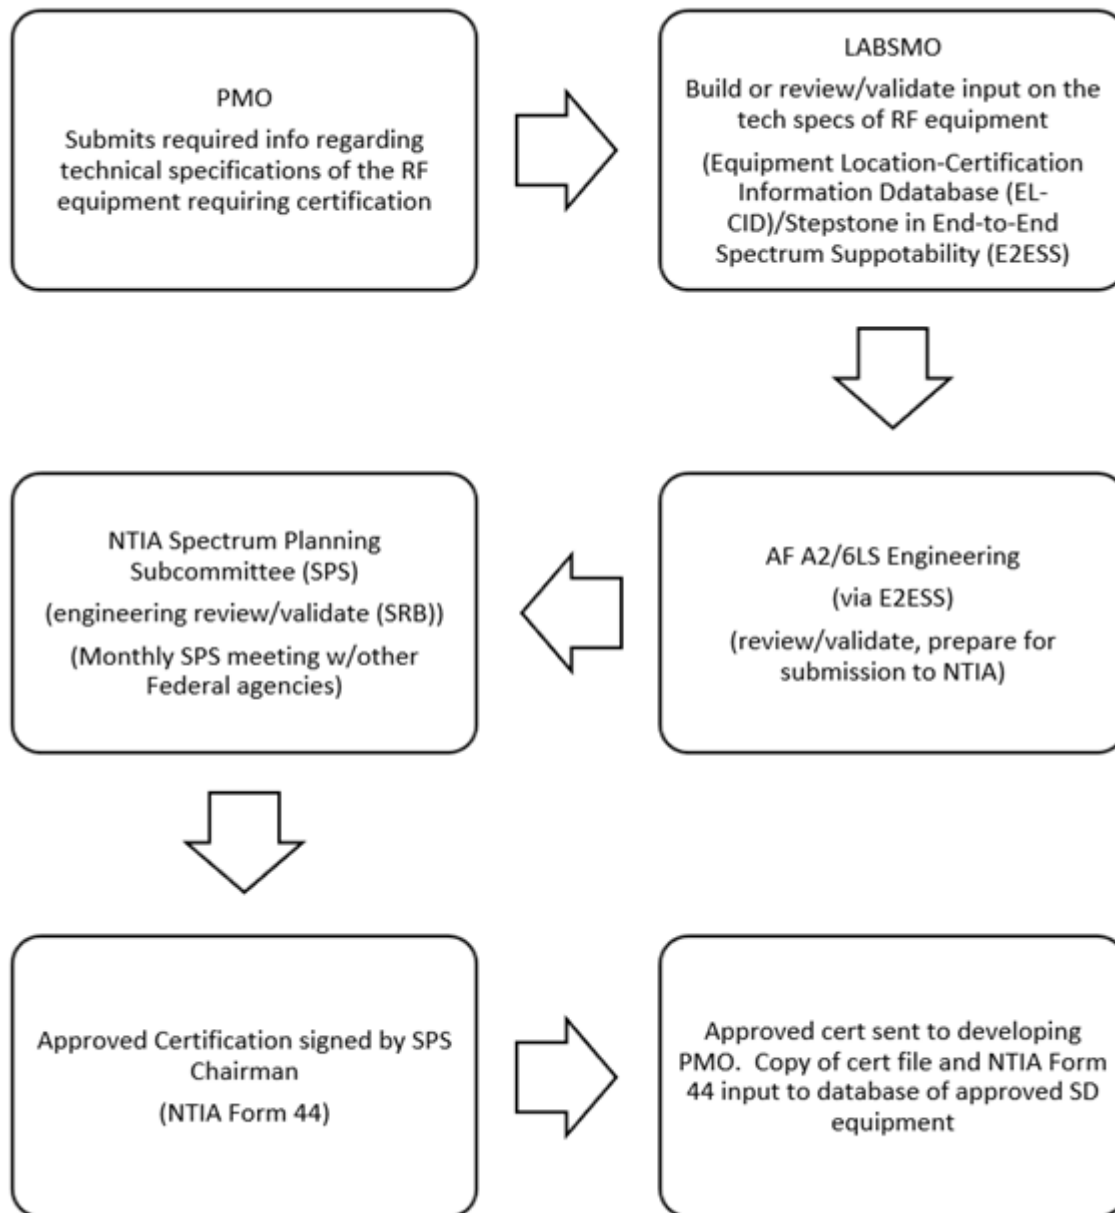 PMO
Submits required info regarding
technical specifications of the RF
equipment requiring certification
LABSMO
Build or review/validate input on the
tech specs of RF equipment
(Equipment Location-Certification
Information Ddatabase (EL-
CID)/Stepstone in End-to-End
Spectrum Suppotability (E2ESS)
AF A2/6LS Engineering
(via E2ESS)
(review/validate, prepare for
submission to NTIA)
NTIA Spectrum Planning
Subcommittee (SPS)
(engineering review/validate (SRB))
(Monthly SPS meeting w/other
Federal agencies)
Approved Certification signed by SPS
Chairman
(NTIA Form 44)
Approved cert sent to developing
PMO.  Copy of cert file and NTIA Form
44 input to database of approved SD
equipment